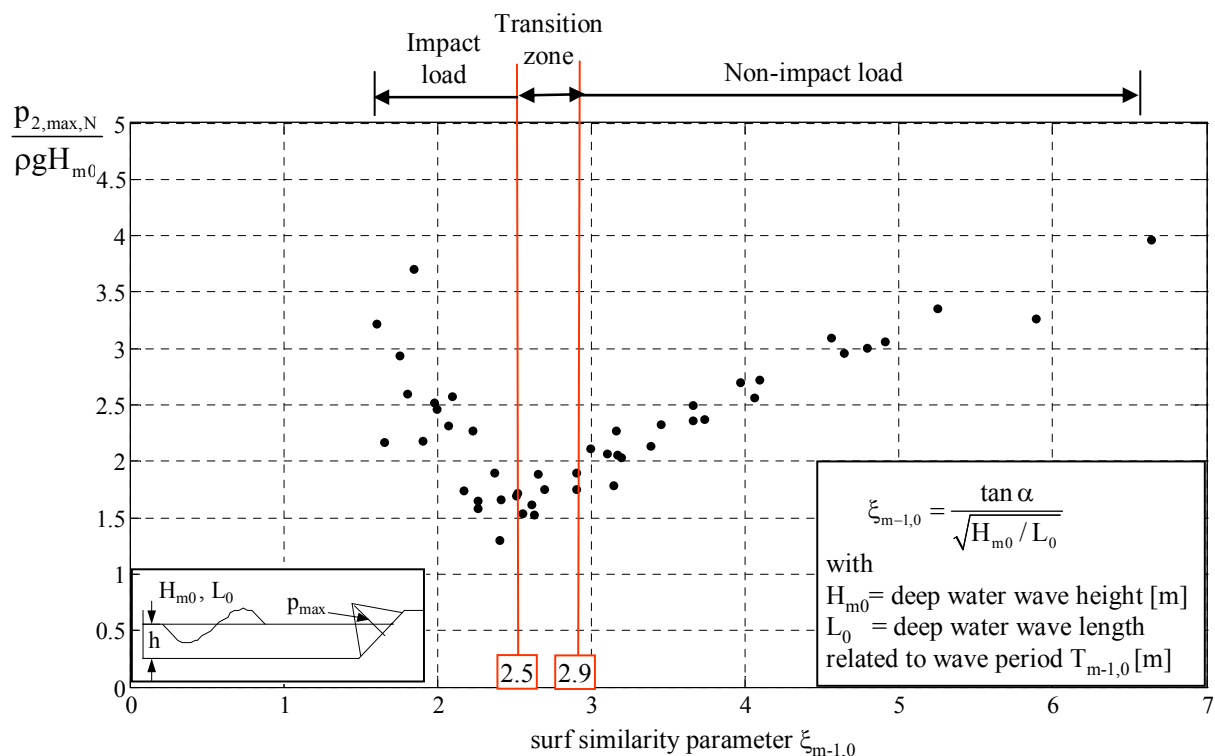 Transition
zone
Impact
load
Non-impact load
p2,max,N
ρgHm0
5
4.5
4
3.5
3
2.5
2
1.5
1
0.5
0
Hm0, L0
h
pmax
ξm−1,0 = tan α / √Hm0 / L0
with
Hm0= deep water wave height [m]
L0 = deep water wave length
related to wave period Tm-1,0 [m]
2.5 2.9
0 1 2 3 4 5 6 7
surf similarity parameter ξm-1,0